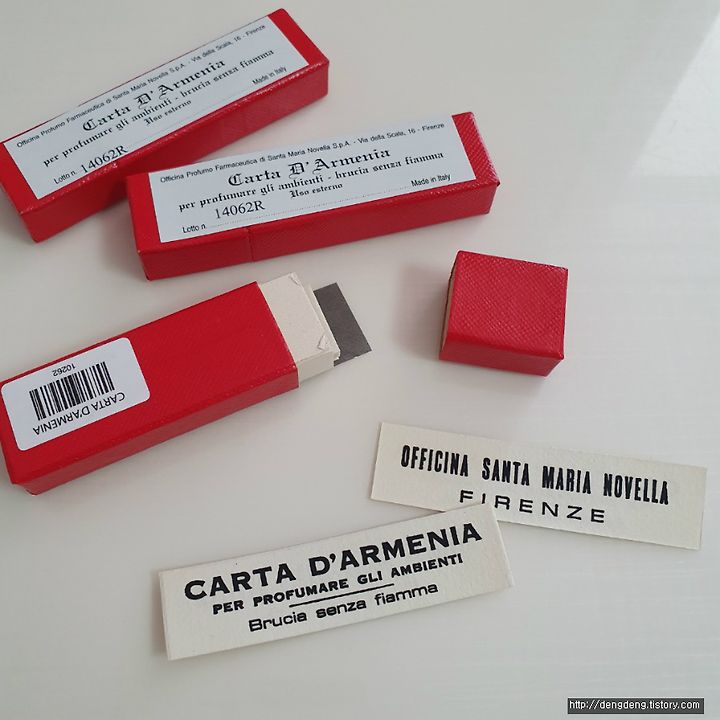 Officina Profumo Farmaceutica di Santa Maria Novella S.p.A. - Via della Scala, 16 - Firenze
Carta D'Armenia
per profumare gli ambienti - brucia senza fiamma
Uso esterno
Lotto n. 14062R
Made in Italy
Officina Profumo Farmaceutica di Santa Maria Novella S.p.A. - Via della Scala, 16 - Firenze
Carta D'Armenia
per profumare gli ambienti - brucia senza fiamma
Uso esterno
Lotto n. 14062R
Made in Italy
CARTA D'ARMENIA
10262
OFFICINA SANTA MARIA NOVELLA
FIRENZE
CARTA D'ARMENIA
PER PROFUMARE GLI AMBIENTI
Brucia senza fiamma
http://dengdeng.tistory.com